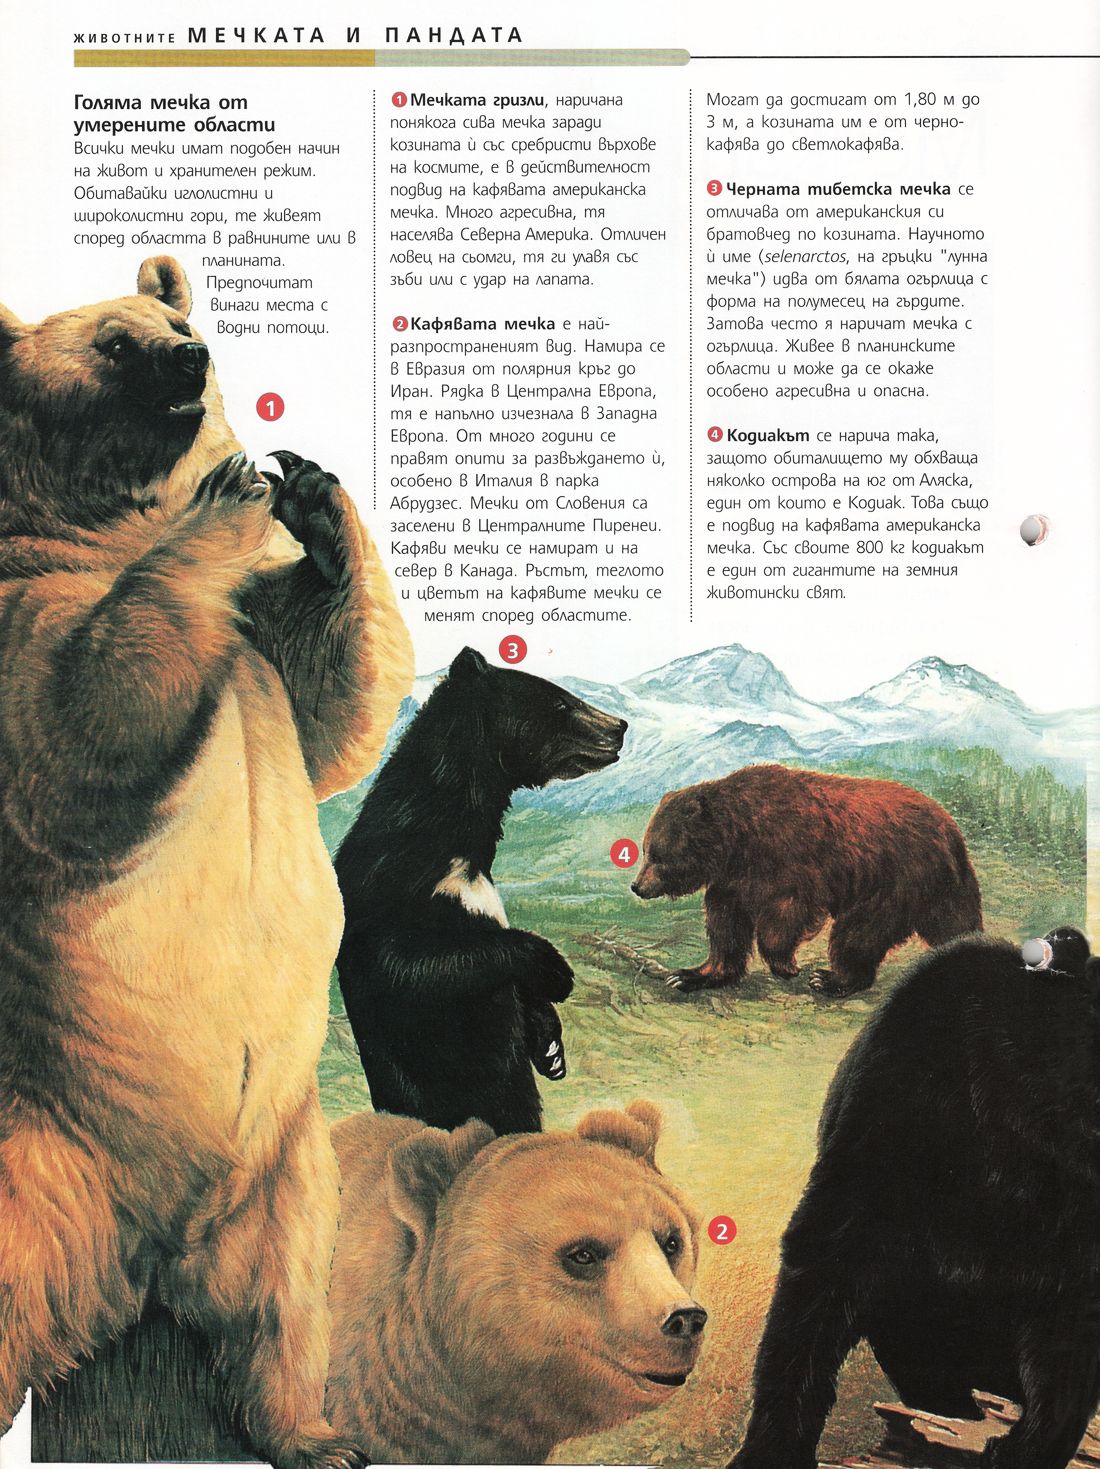 животните МЕЧКАТА И ПАНДАТА
Голяма мечка от
умерените области
Всички мечки имат подобен начин
на живот и хранителен режим.
Обитавайки иглолистни и
широколистни гори, те живеят
според областта в равнините или в
планината.
Предпочитат
винаги места с
водни потоци.
1 Мечката гризли, наричана
понякога сива мечка заради
козината ѝ със сребристи върхове
на космите, е в действителност
подвид на кафявата американска
мечка. Много агресивна, тя
населява Северна Америка. Отличен
ловец на сьомги, тя ги улавя със
зъби или с удар на лапата.
2 Кафявата мечка е най-
разпространеният вид. Намира се
в Евразия от полярния кръг до
Иран. Рядка в Централна Европа,
тя е напълно изчезнала в Западна
Европа. От много години се
правят опити за развъждането ѝ,
особено в Италия в парка
Абрудзес. Мечки от Словения са
заселени в Централните Пиренеи.
Кафяви мечки се намират и на
север в Канада. Ръстът, теглото
и цветът на кафявите мечки се
менят според областите.
Могат да достигат от 1,80 м до
3 м, а козината им е от черно-
кафява до светлокафява.
3 Черната тибетска мечка се
отличава от американския си
братовчед по козината. Научното
ѝ име (selenarctos, на гръцки "лунна
мечка") идва от бялата огърлица с
форма на полумесец на гърдите.
Затова често я наричат мечка с
огърлица. Живее в планинските
области и може да се окаже
особено агресивна и опасна.
4 Кодиакът се нарича така,
защото обиталището му обхваща
няколко острова на юг от Аляска,
един от които е Кодиак. Това също
е подвид на кафявата американска
мечка. Със своите 800 кг кодиакът
е един от гигантите на земния
животински свят.
1
3
4
2